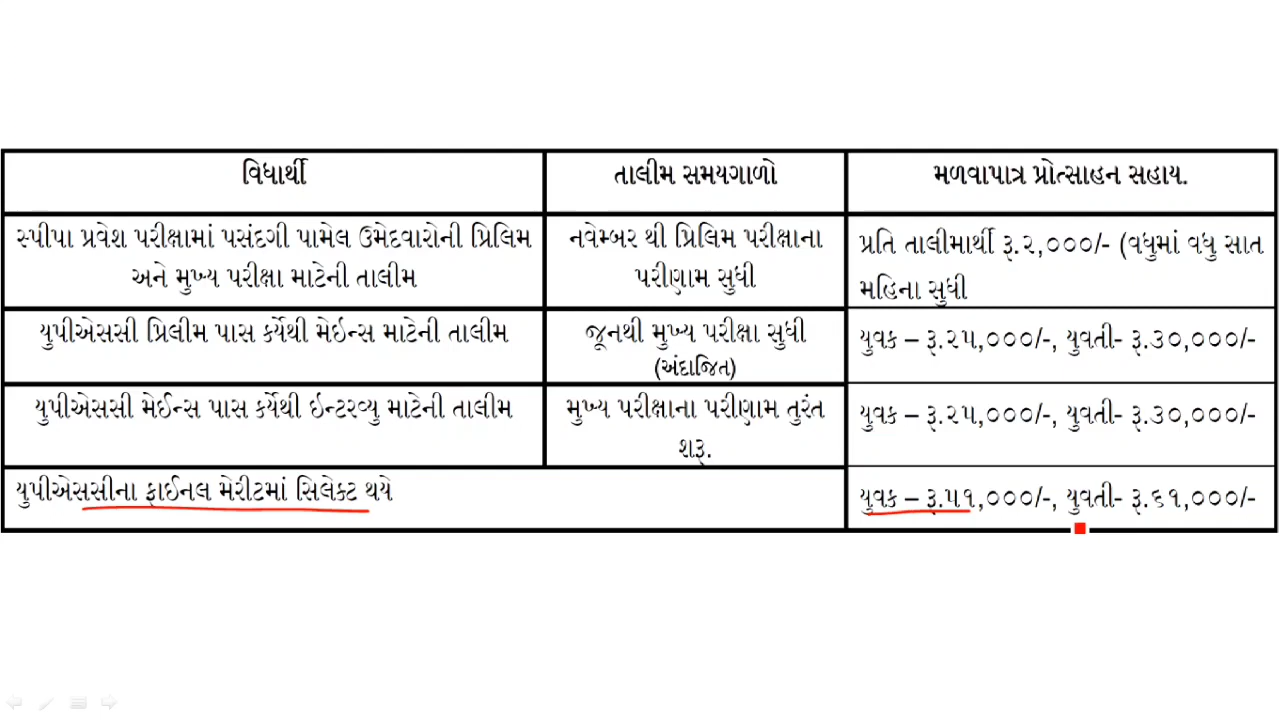 વિધાર્થી
તાલીમ સમયગાળો
મળવાપાત્ર પ્રોત્સાહન સહાય.
સ્પીપા પ્રવેશ પરીક્ષામાં પસંદગી પામેલ ઉમેદવારોની પ્રિલિમ
અને મુખ્ય પરીક્ષા માટેની તાલીમ
નવેમ્બર થી પ્રિલિમ પરીક્ષાના
પરીણામ સુધી
પ્રતિ તાલીમાર્થી રૂ.૨,૦૦૦/- (વધુમાં વધુ સાત
મહિના સુધી
યુપીએસસી પ્રિલીમ પાસ કર્યેથી મેઇન્સ માટેની તાલીમ
જૂનથી મુખ્ય પરીક્ષા સુધી
(અંદાજિત)
યુવક – રૂ.૨૫,૦૦૦/-, યુવતી- રૂ.૩૦,૦૦૦/-
યુપીએસસી મેઈન્સ પાસ કર્યેથી ઇન્ટરવ્યુ માટેની તાલીમ
મુખ્ય પરીક્ષાના પરીણામ તુરંત
શરૂ.
યુવક – રૂ.૨૫,૦૦૦/-, યુવતી- રૂ.૩૦,૦૦૦/-
યુપીએસસીના ફાઈનલ મેરીટમાં સિલેક્ટ થયે
યુવક – રૂ.૫૧,૦૦૦/-, યુવતી- રૂ.૬૧,૦૦૦/-